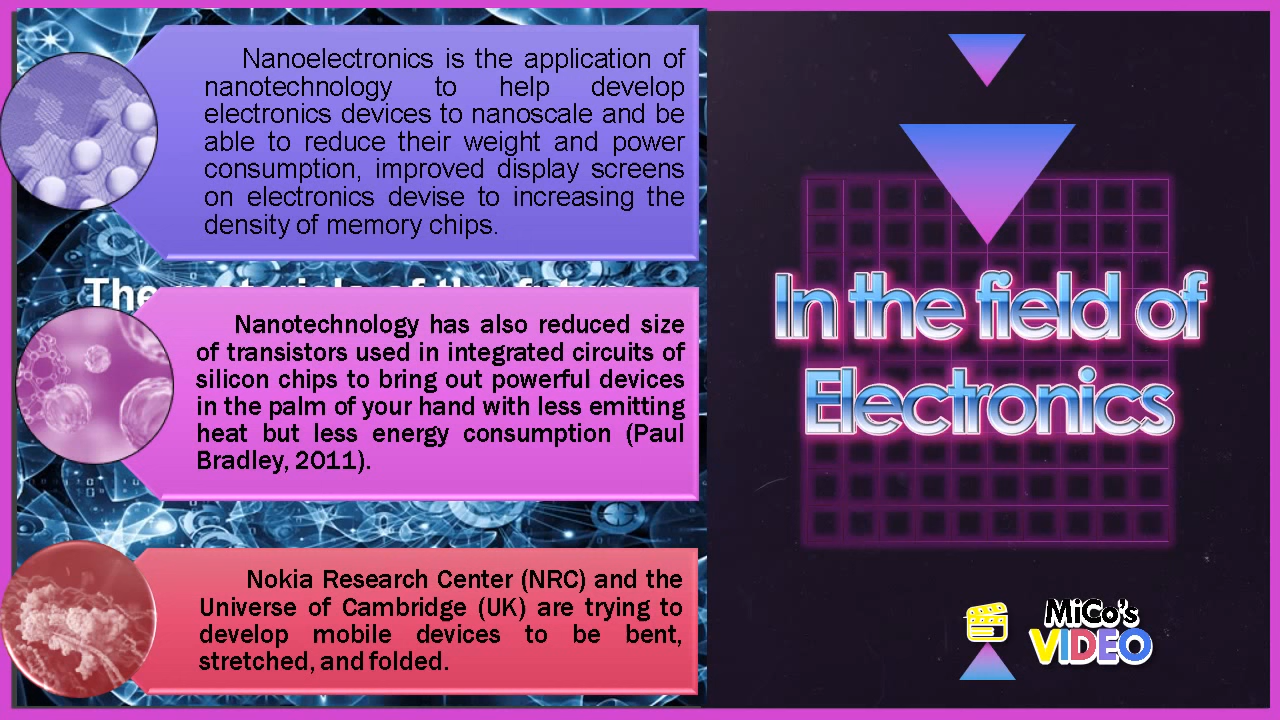 Nanoelectronics is the application of
nanotechnology to help develop
electronics devices to nanoscale and be
able to reduce their weight and power
consumption, improved display screens
on electronics devise to increasing the
density of memory chips.
The
Nanotechnology has also reduced size
of transistors used in integrated circuits of
silicon chips to bring out powerful devices
in the palm of your hand with less emitting
heat but less energy consumption (Paul
Bradley, 2011).
Nokia Research Center (NRC) and the
Universe of Cambridge (UK) are trying to
develop mobile devices to be bent,
stretched, and folded.
In the field of
Electronics
MiCo's
VIDEO